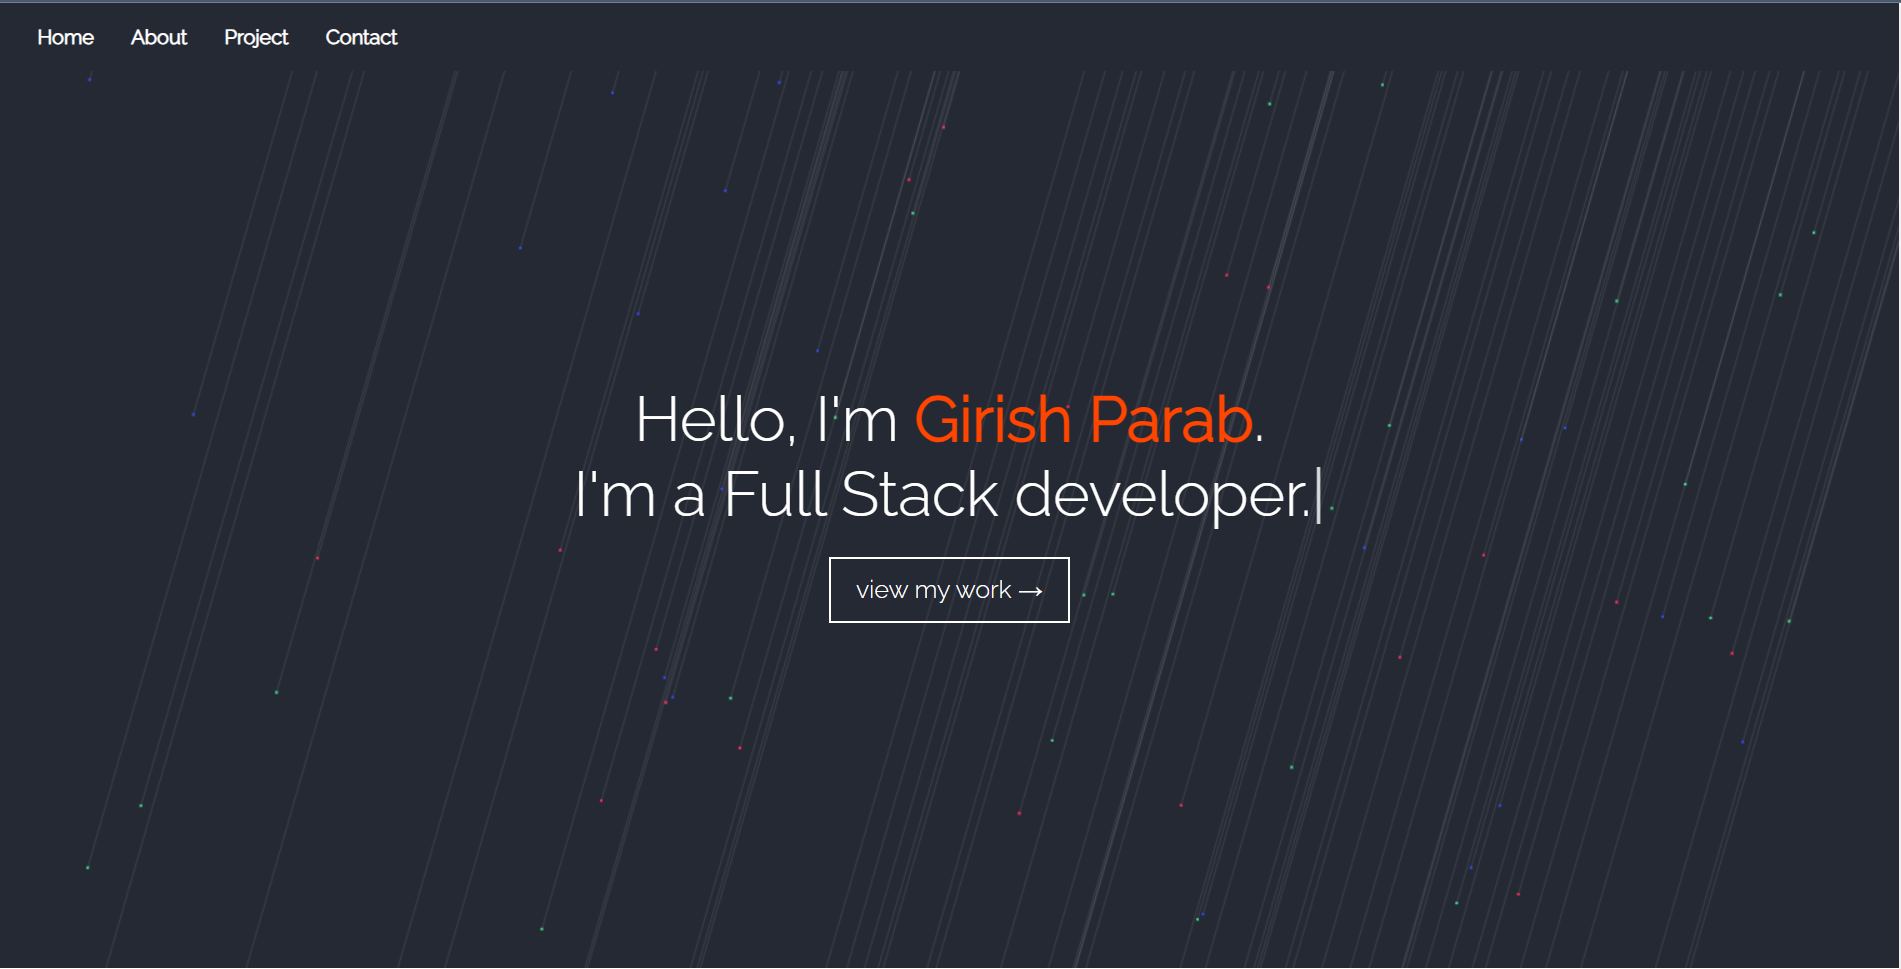 Home About Project Contact
Hello, I'm Girish Parab.
I'm a Full Stack developer.|
view my work →